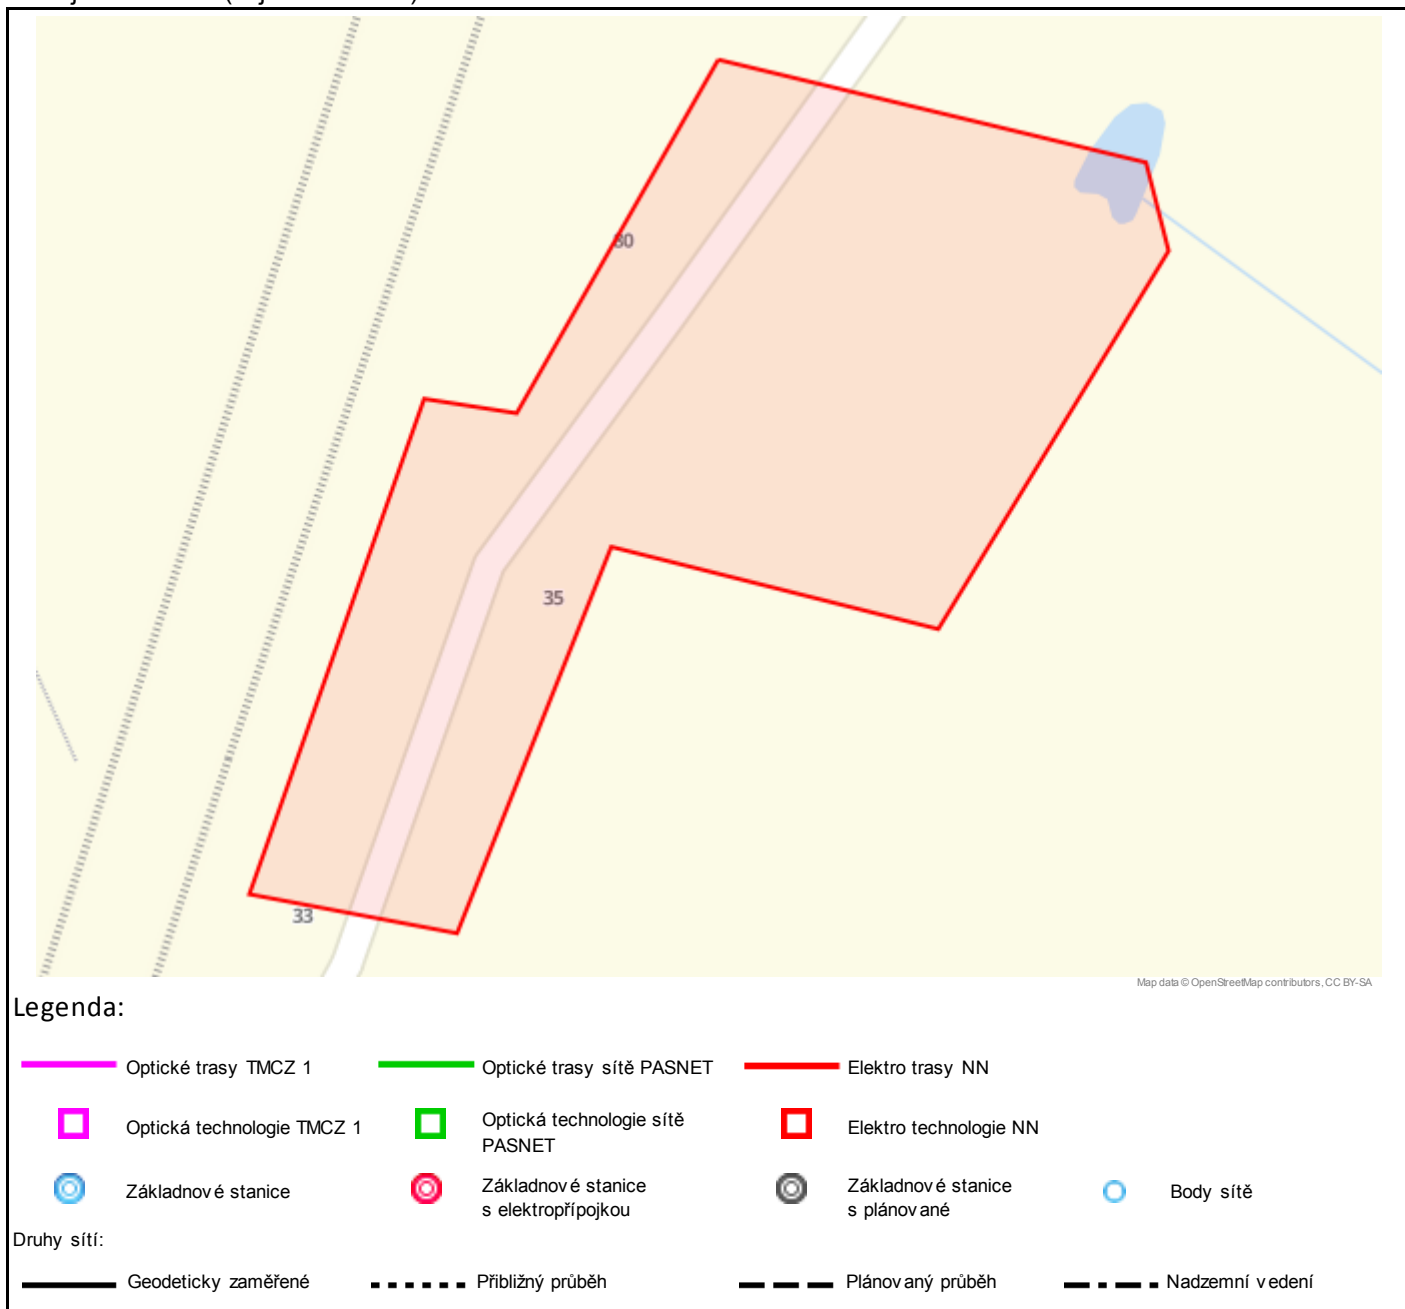 80
35
33
Map data © OpenStreetMap contributors, CC BY-SA
Legenda:
Optické trasy TMCZ 1
Optické trasy sítě PASNET
Elektro trasy NN
Optická technologie TMCZ 1
Optická technologie sítě
PASNET
Elektro technologie NN
Základnové stanice
Základnové stanice
s elektropřípojkou
Základnové stanice
s plánované
Body sítě
Druhy sítí:
Geodeticky zaměřené
Přibližný průběh
Plánovaný průběh
Nadzemní vedení